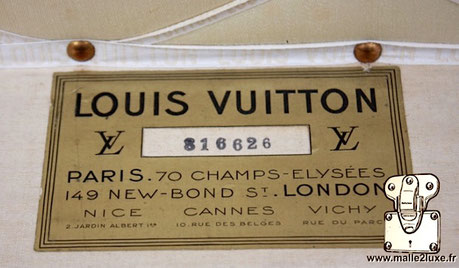 LOUIS VUITTON
LV 816626 LV
PARIS. 70 CHAMPS-ELYSÉES
149 NEW-BOND ST. LONDON
NICE CANNES VICHY
2. JARDIN ALBERT 1ER 10. RUE DES BELGES RUE DU PARC
www.malle2luxe.fr